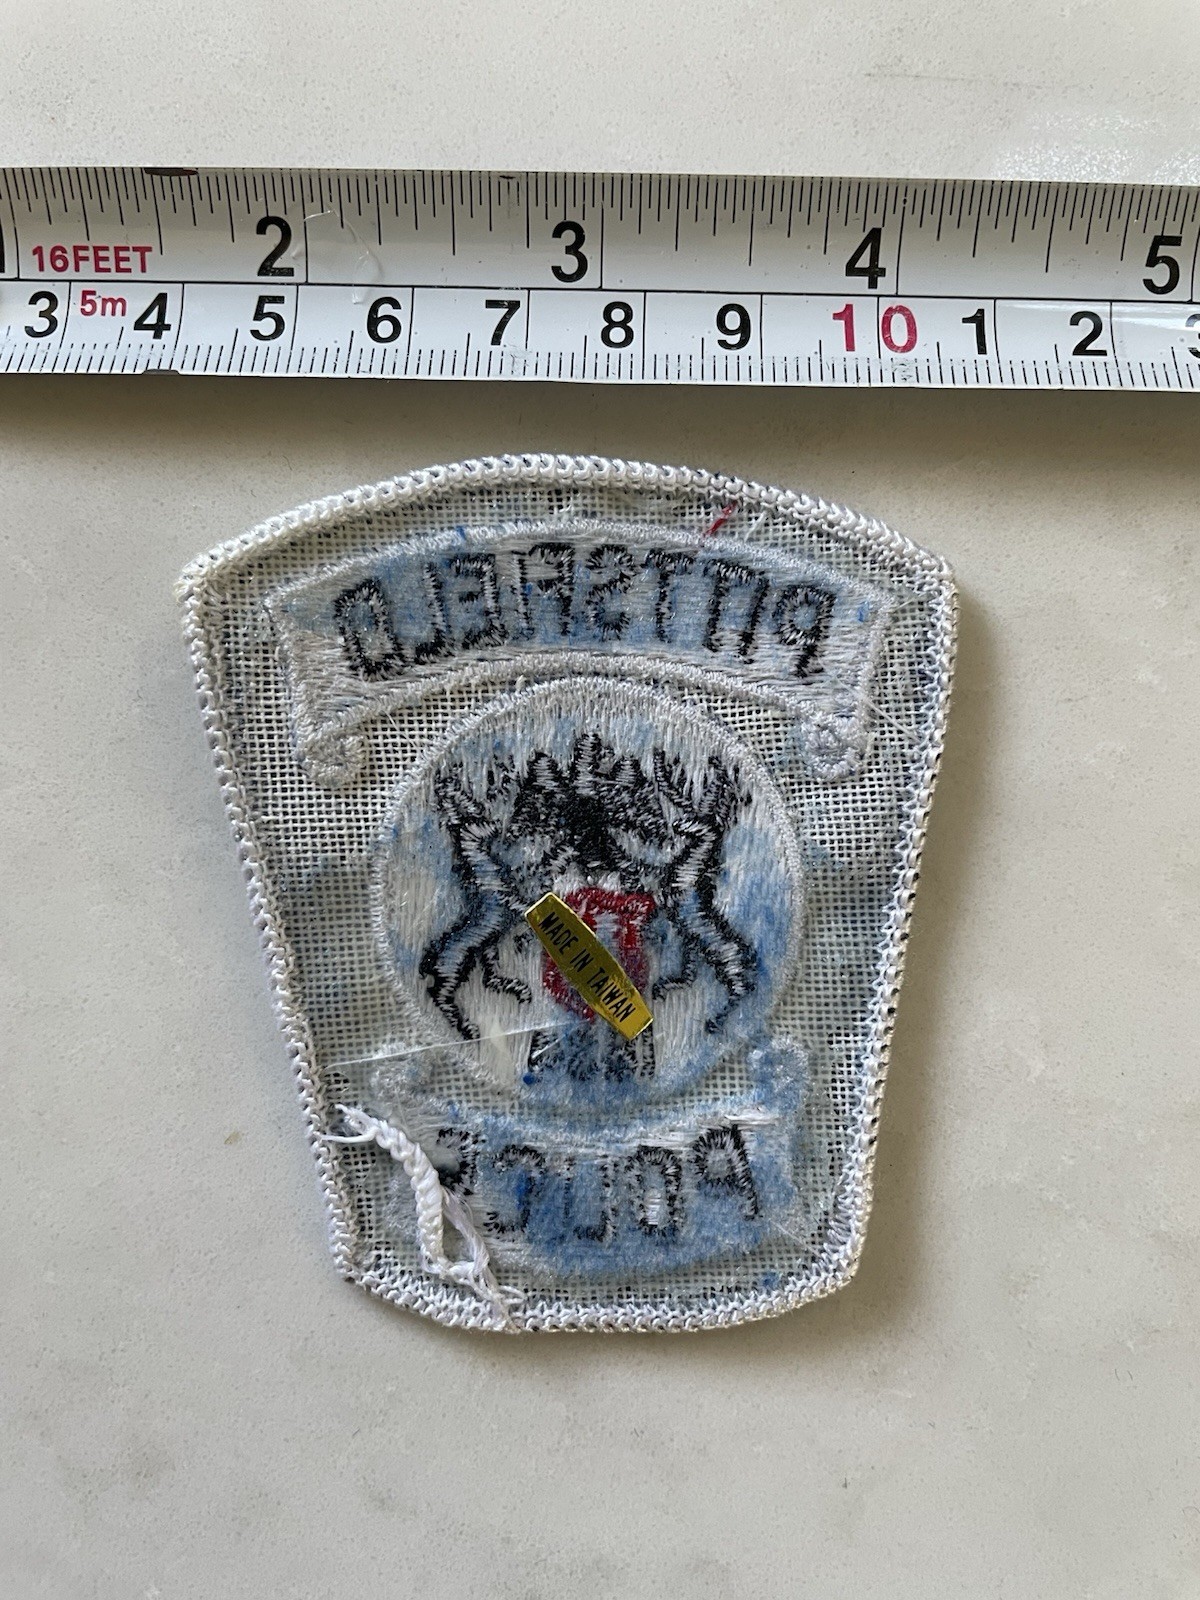 16FEET 2 3 4 5
3 5m 4 5 6 7 8 9 10 1 2 3
PITTSFIELD
MADE IN TAIWAN
POLICE